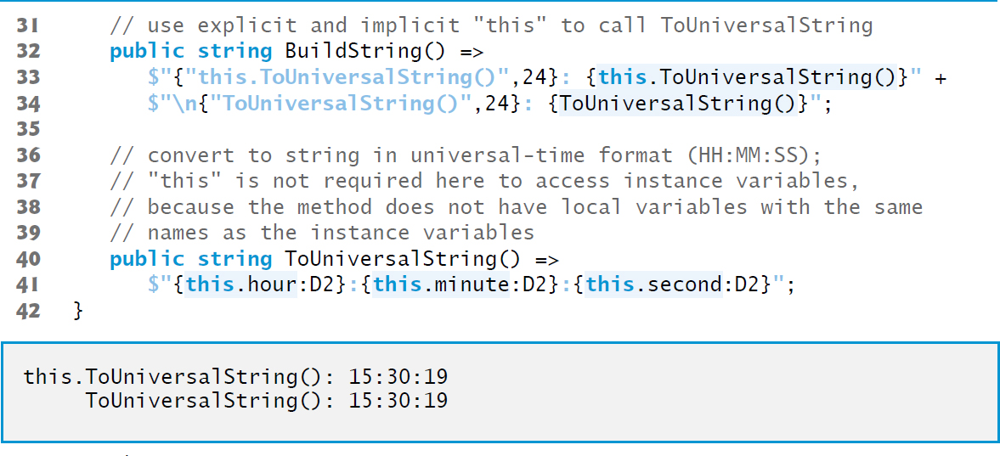 31 // use explicit and implicit "this" to call ToUniversalString
32 public string BuildString() =>
33 $"{"this.ToUniversalString()",24}: {this.ToUniversalString()}" +
34 $"\n{"ToUniversalString()",24}: {ToUniversalString()}";
35
36 // convert to string in universal-time format (HH:MM:SS);
37 // "this" is not required here to access instance variables,
38 // because the method does not have local variables with the same
39 // names as the instance variables
40 public string ToUniversalString() =>
41 $"{this.hour:D2}:{this.minute:D2}:{this.second:D2}";
42 }
this.ToUniversalString(): 15:30:19
ToUniversalString(): 15:30:19